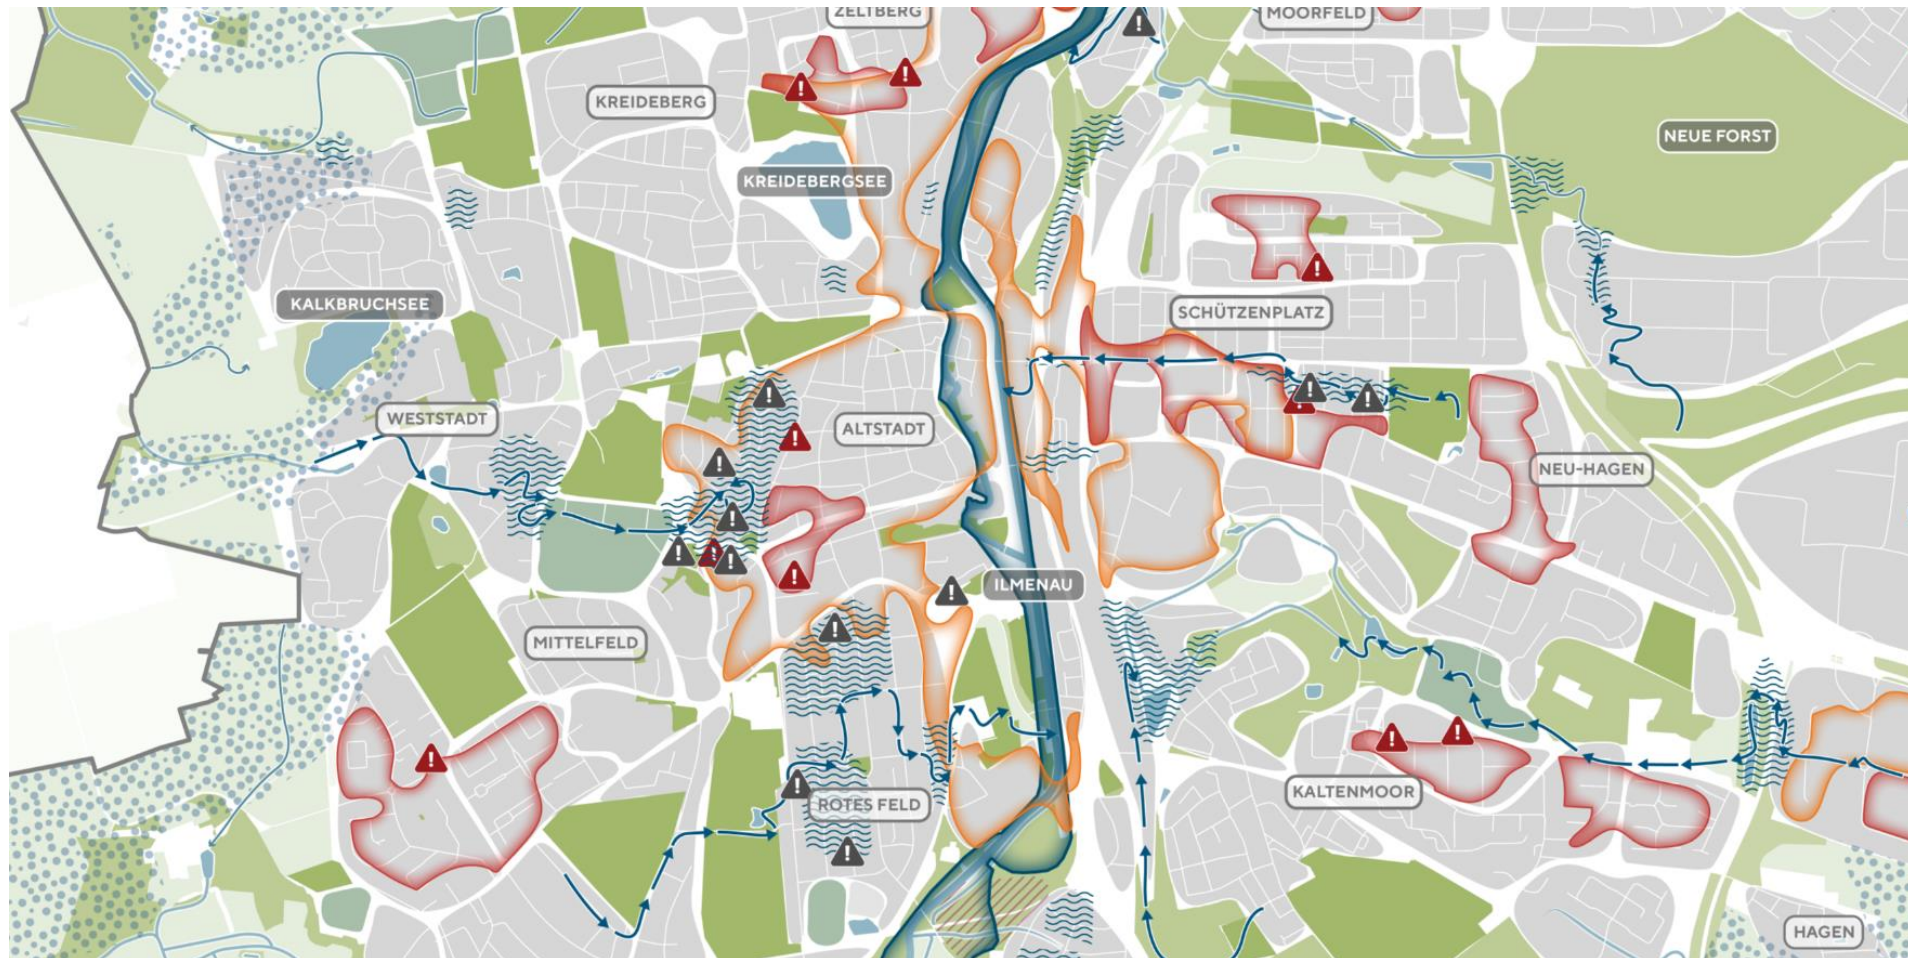 ZELTBERG
MOORFELD
KREIDEBERG
NEUE FORST
KREIDEBERGSEE
KALKBRUCHSEE
SCHÜTZENPLATZ
WESTSTADT
ALTSTADT
NEU-HAGEN
ILMENAU
MITTELFELD
KALTENMOOR
ROTES FELD
HAGEN